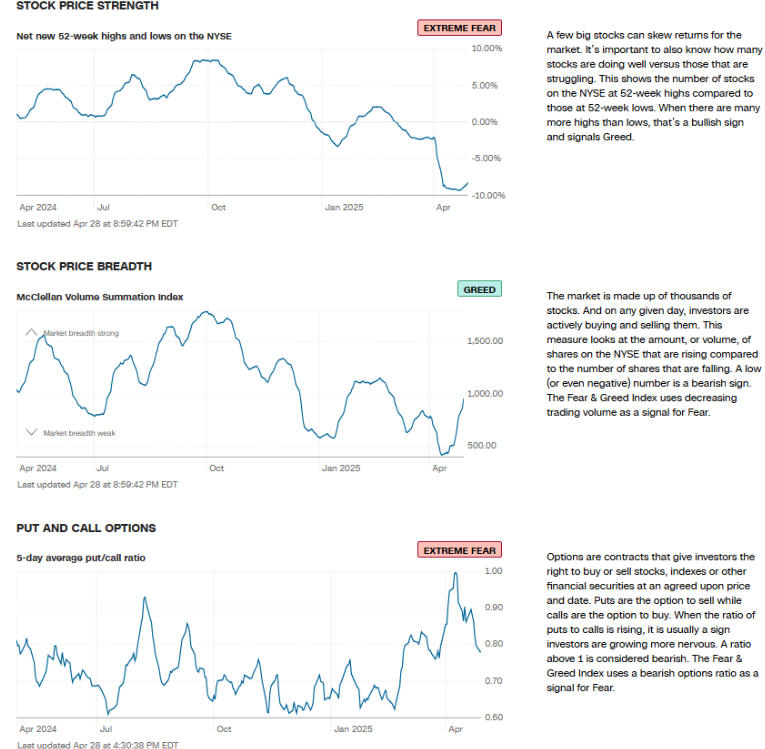 STOCK PRICE STRENGTH
EXTREME FEAR
Net new 52-week highs and lows on the NYSE
10.00%
5.00%
0.00%
-5.00%
-10.00%
Apr 2024 Jul Oct Jan 2025 Apr
Last updated Apr 28 at 8:59:42 PM EDT
A few big stocks can skew returns for the
market. It's important to also know how many
stocks are doing well versus those that are
struggling. This shows the number of stocks
on the NYSE at 52-week highs compared to
those at 52-week lows. When there are many
more highs than lows, that's a bullish sign
and signals Greed.
STOCK PRICE BREADTH
GREED
McClellan Volume Summation Index
Market breadth strong
1,500.00
1,000.00
Market breadth weak
500.00
Apr 2024 Jul Oct Jan 2025 Apr
Last updated Apr 28 at 8:59:42 PM EDT
The market is made up of thousands of
stocks. And on any given day, investors are
actively buying and selling them. This
measure looks at the amount, or volume, of
shares on the NYSE that are rising compared
to the number of shares that are falling. A low
(or even negative) number is a bearish sign.
The Fear & Greed Index uses decreasing
trading volume as a signal for Fear.
PUT AND CALL OPTIONS
EXTREME FEAR
5-day average put/call ratio
1.00
0.90
0.80
0.70
0.60
Apr 2024 Jul Oct Jan 2025 Apr
Last updated Apr 28 at 4:30:38 PM EDT
Options are contracts that give investors the
right to buy or sell stocks, indexes or other
financial securities at an agreed upon price
and date. Puts are the option to sell while
calls are the option to buy. When the ratio of
puts to calls is rising, it is usually a sign
investors are growing more nervous. A ratio
above 1 is considered bearish. The Fear &
Greed Index uses a bearish options ratio as a
signal for Fear.